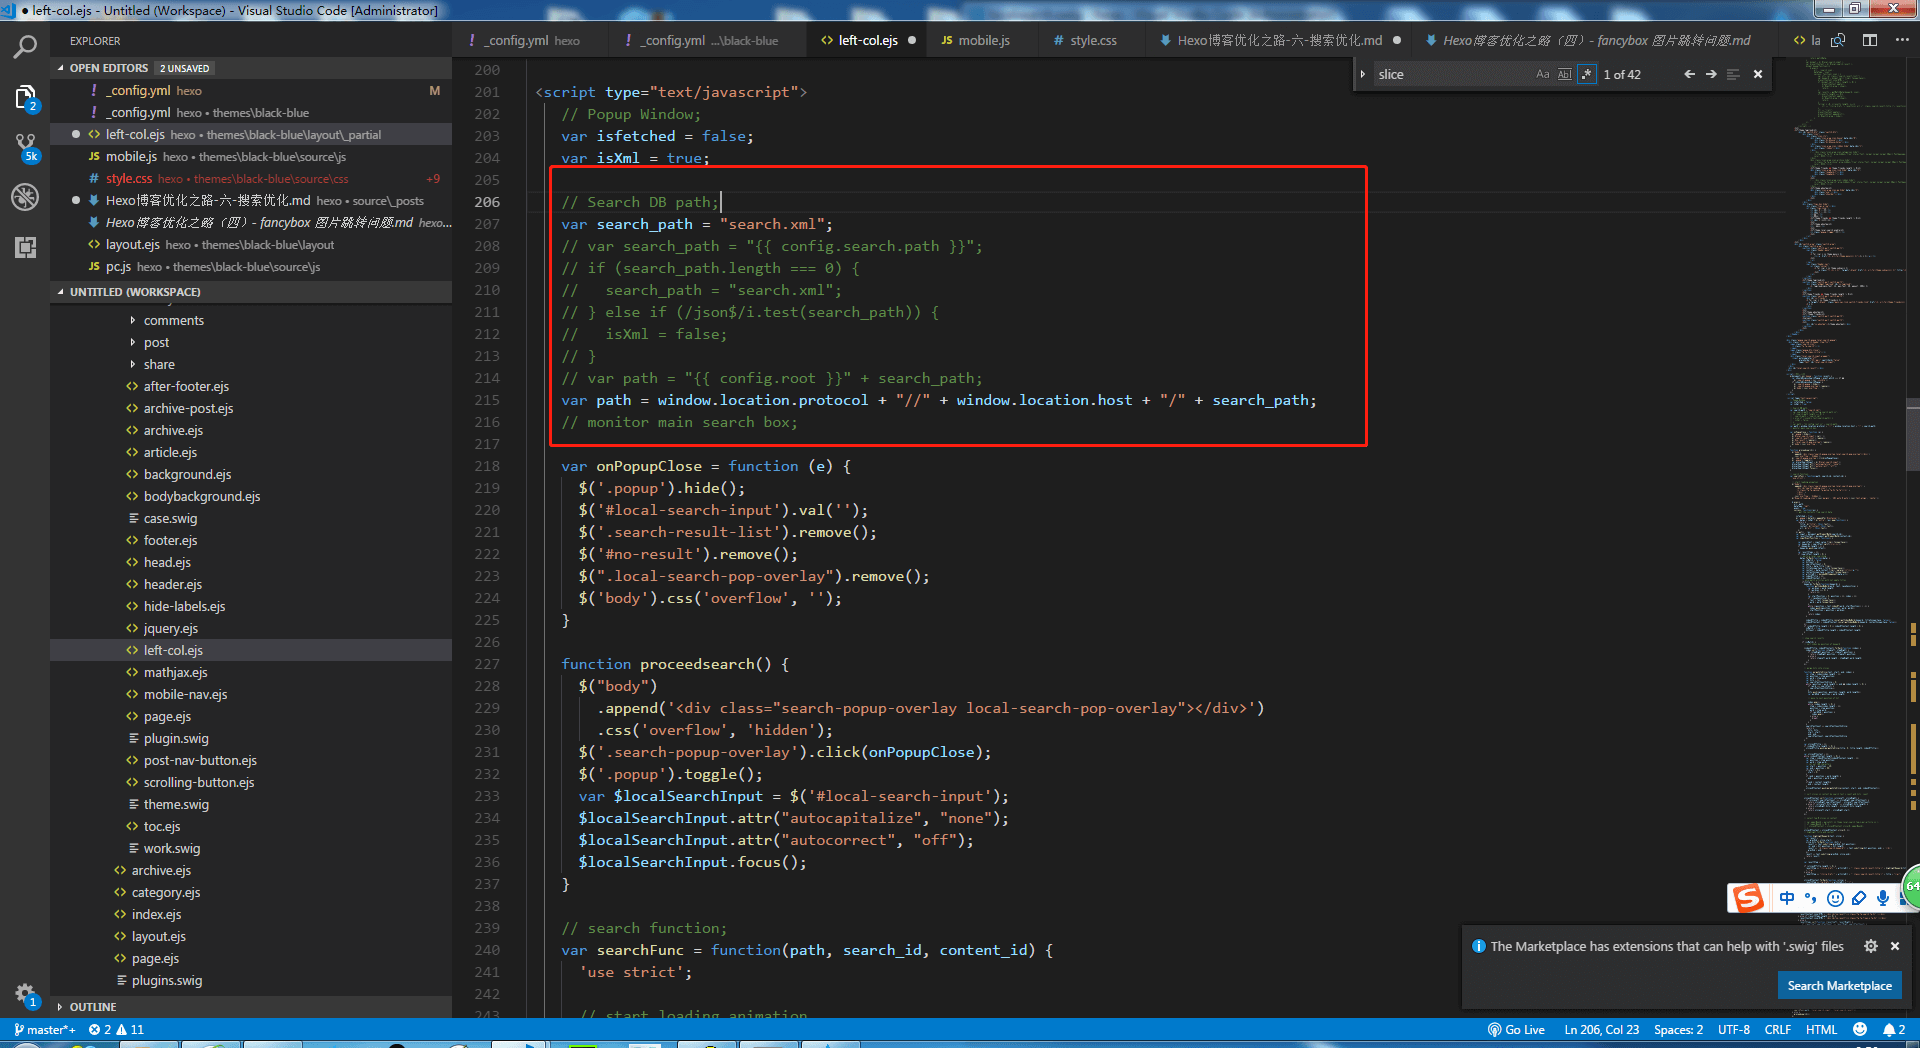 left-col.ejs - Untitled (Workspace) - Visual Studio Code [Administrator]
EXPLORER
OPEN EDITORS 2 UNSAVED
! _config.yml hexo M
! _config.yml hexo • themes\black-blue
left-col.ejs hexo • themes\black-blue\layout\_partial
JS mobile.js hexo • themes\black-blue\source\js
# style.css hexo • themes\black-blue\source\css +9
Hexo博客优化之路-六-搜索优化.md hexo • source\_posts
Hexo博客优化之路（四）- fancybox 图片跳转问题.md hexo...
layout.ejs hexo • themes\black-blue\layout
JS pc.js hexo • themes\black-blue\source\js
UNTITLED (WORKSPACE)
comments
post
share
after-footer.ejs
archive-post.ejs
archive.ejs
article.ejs
background.ejs
bodybackground.ejs
case.swig
footer.ejs
head.ejs
header.ejs
hide-labels.ejs
jquery.ejs
left-col.ejs
mathjax.ejs
mobile-nav.ejs
page.ejs
plugin.swig
post-nav-button.ejs
scrolling-button.ejs
theme.swig
toc.ejs
work.swig
archive.ejs
category.ejs
index.ejs
layout.ejs
page.ejs
plugins.swig
OUTLINE
! _config.yml hexo
! _config.yml ...\black-blue
left-col.ejs
JS mobile.js
# style.css
Hexo博客优化之路-六-搜索优化.md
Hexo博客优化之路（四）- fancybox 图片跳转问题.md
la
slice Aa Abl .* 1 of 42
200
201 <script type="text/javascript">
202 // Popup Window;
203 var isfetched = false;
204 var isXml = true;
205
206 // Search DB path;
207 var search_path = "search.xml";
208 // var search_path = "{{ config.search.path }}";
209 // if (search_path.length === 0) {
210 //   search_path = "search.xml";
211 // } else if (/json$/i.test(search_path)) {
212 //   isXml = false;
213 // }
214 // var path = "{{ config.root }}" + search_path;
215 var path = window.location.protocol + "//" + window.location.host + "/" + search_path;
216 // monitor main search box;
217
218 var onPopupClose = function (e) {
219   $('.popup').hide();
220   $('#local-search-input').val('');
221   $('.search-result-list').remove();
222   $('#no-result').remove();
223   $(".local-search-pop-overlay").remove();
224   $('body').css('overflow', '');
225 }
226
227 function proceedsearch() {
228   $("body")
229     .append('<div class="search-popup-overlay local-search-pop-overlay"></div>')
230     .css('overflow', 'hidden');
231   $('.search-popup-overlay').click(onPopupClose);
232   $('.popup').toggle();
233   var $localSearchInput = $('#local-search-input');
234   $localSearchInput.attr("autocapitalize", "none");
235   $localSearchInput.attr("autocorrect", "off");
236   $localSearchInput.focus();
237 }
238
239 // search function;
240 var searchFunc = function(path, search_id, content_id) {
241   'use strict';
242
243   // start loading animation
中
64
The Marketplace has extensions that can help with '.swig' files
Search Marketplace
2
5k
1
master*+ 2 11
Go Live Ln 206, Col 23 Spaces: 2 UTF-8 CRLF HTML 2